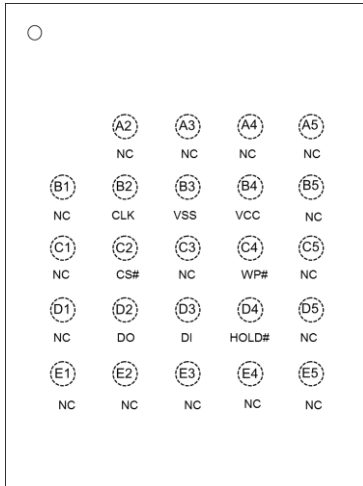 A2 A3 A4 A5
NC NC NC NC
B1 B2 B3 B4 B5
NC CLK VSS VCC NC
C1 C2 C3 C4 C5
NC CS# NC WP# NC
D1 D2 D3 D4 D5
NC DO DI HOLD# NC
E1 E2 E3 E4 E5
NC NC NC NC NC